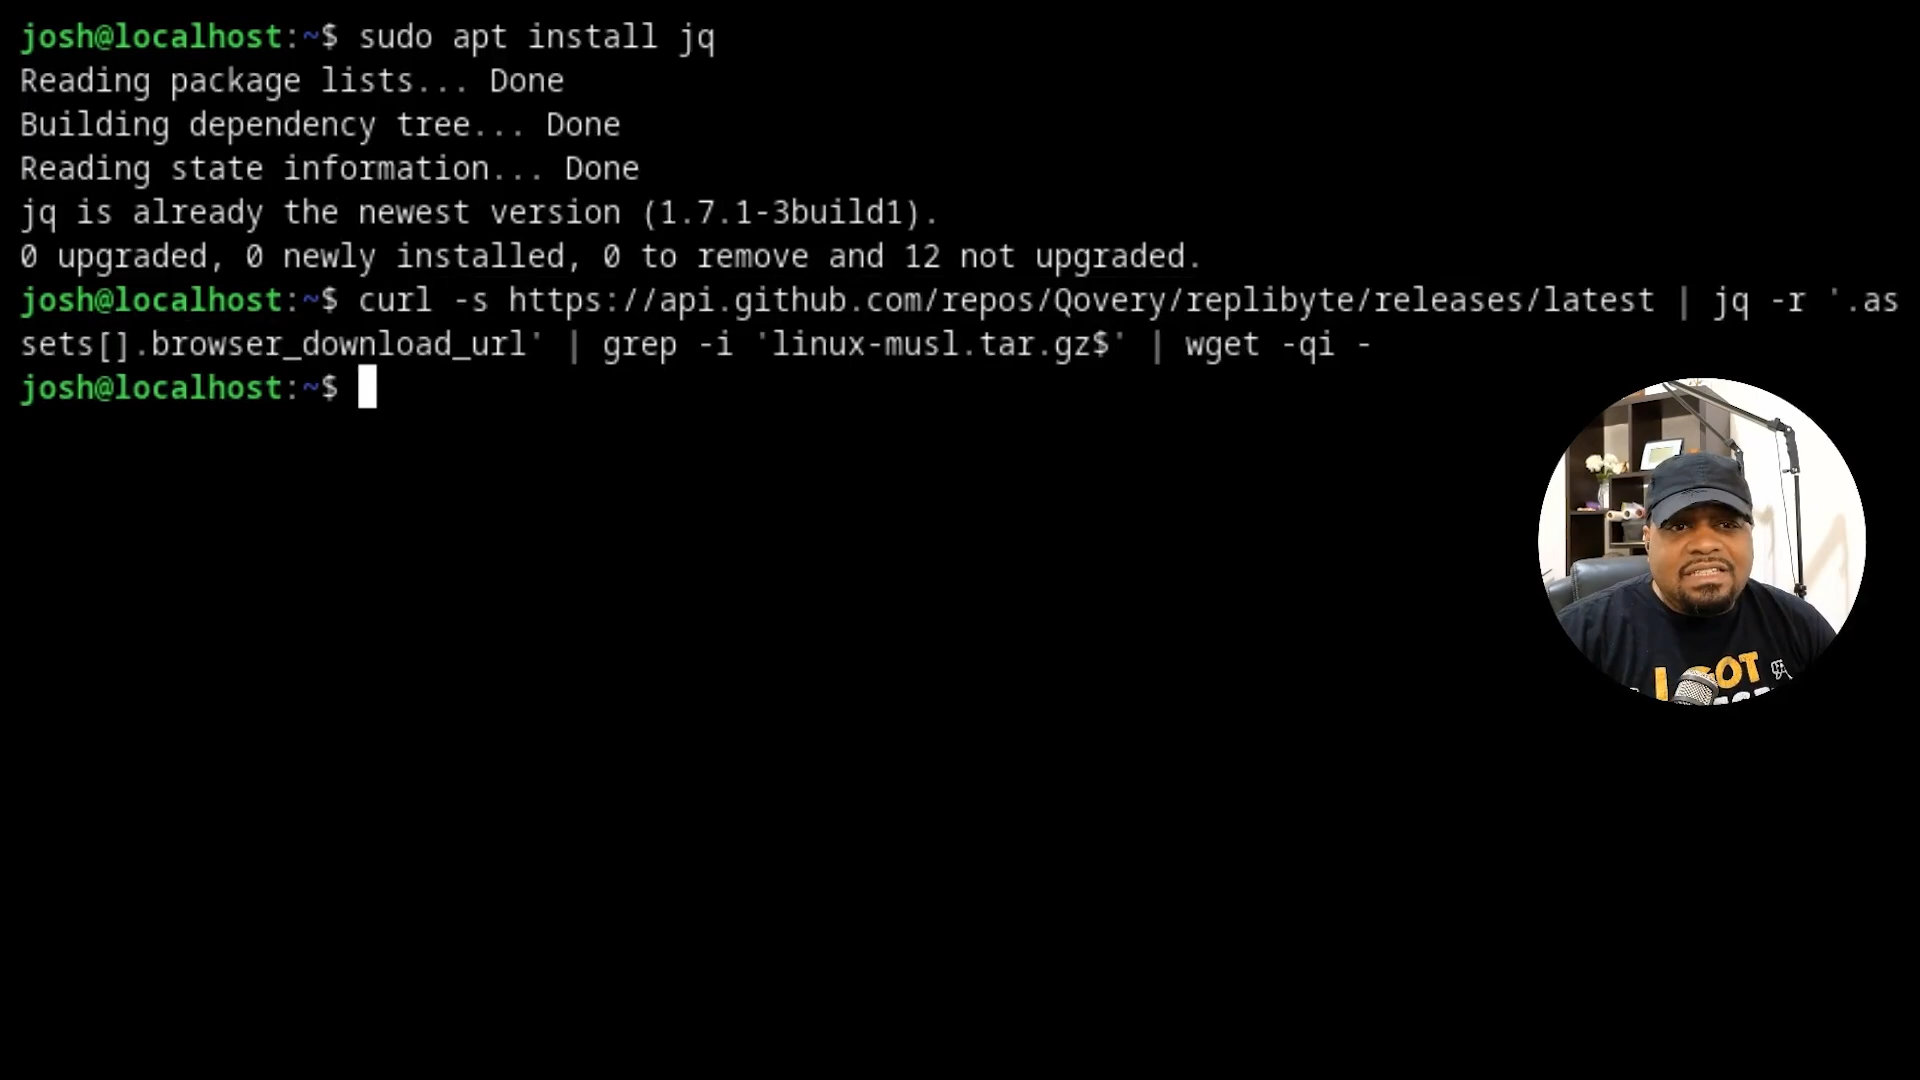 josh@localhost:~$ sudo apt install jq
Reading package lists... Done
Building dependency tree... Done
Reading state information... Done
jq is already the newest version (1.7.1-3build1).
0 upgraded, 0 newly installed, 0 to remove and 12 not upgraded.
josh@localhost:~$ curl -s https://api.github.com/repos/Qovery/replibyte/releases/latest | jq -r '.as
sets[].browser_download_url' | grep -i 'linux-musl.tar.gz$' | wget -qi -
josh@localhost:~$
I GOT